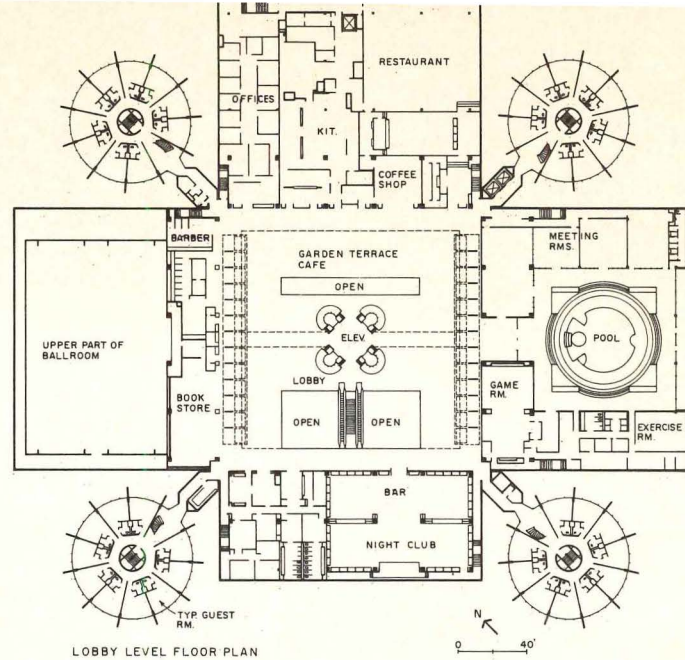 RESTAURANT
OFFICES
KIT.
COFFEE
SHOP
BARBER
MEETING
RMS.
GARDEN TERRACE
CAFE
OPEN
UPPER PART OF
BALLROOM
ELEV.
POOL
LOBBY
GAME
RM.
BOOK
STORE
OPEN
OPEN
EXERCISE
RM.
BAR
NIGHT CLUB
TYP. GUEST
RM.
N
LOBBY LEVEL FLOOR PLAN
0 40'